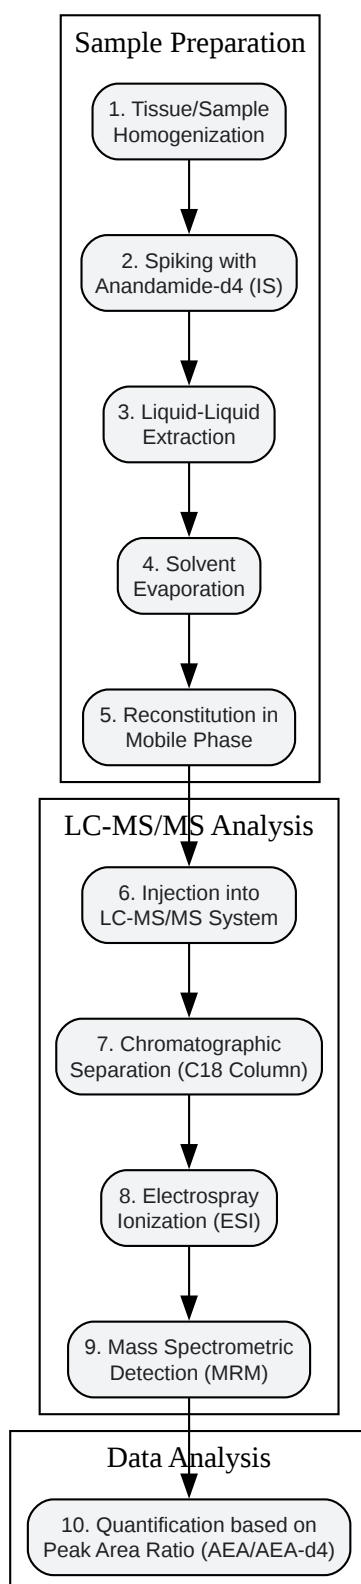 Sample Preparation
1. Tissue/Sample
Homogenization
2. Spiking with
Anandamide-d4 (IS)
3. Liquid-Liquid
Extraction
4. Solvent
Evaporation
5. Reconstitution in
Mobile Phase
LC-MS/MS Analysis
6. Injection into
LC-MS/MS System
7. Chromatographic
Separation (C18 Column)
8. Electrospray
Ionization (ESI)
9. Mass Spectrometric
Detection (MRM)
Data Analysis
10. Quantification based on
Peak Area Ratio (AEA/AEA-d4)